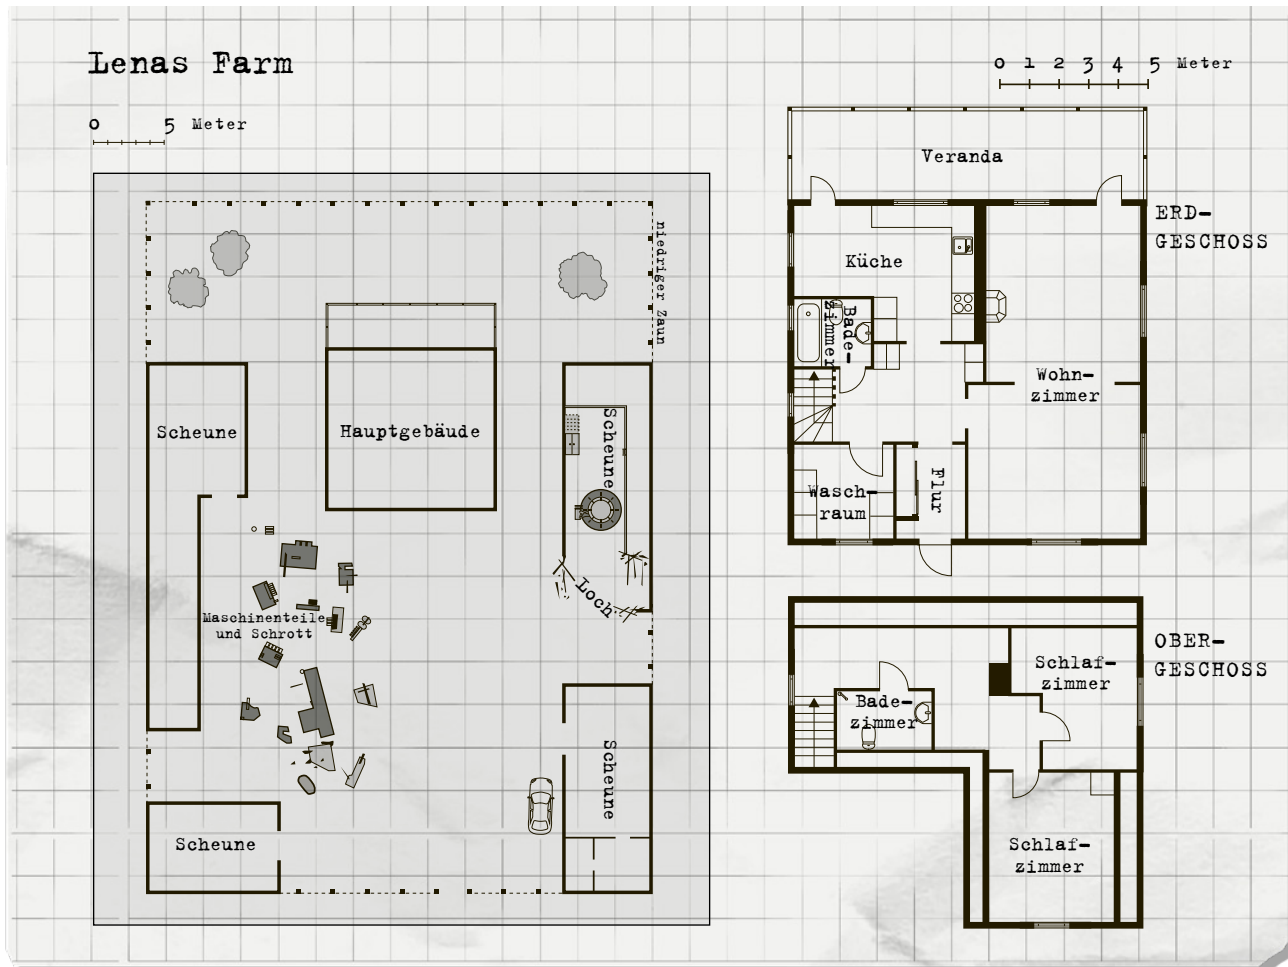 Lenas Farm
0 5 Meter
niedriger Zaun
Scheune
Hauptgebäude
Scheune
Loch
Maschinenteile
und Schrott
Scheune
Scheune
0 1 2 3 4 5 Meter
Veranda
ERD-
GESCHOSS
Küche
Bade-
zimmer
Wohn-
zimmer
Wasch-
raum
Flur
OBER-
GESCHOSS
Schlaf-
zimmer
Bade-
zimmer
Schlaf-
zimmer